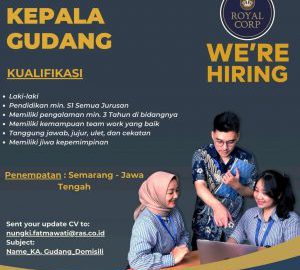 KEPALA
GUDANG
ROYAL
CORP
WE'RE
HIRING
KUALIFIKASI
Laki-laki
Pendidikan min. S1 Semua Jurusan
Memiliki pengalaman min. 3 Tahun di bidangnya
Memiliki kemampuan team work yang baik
Tanggung jawab, jujur, ulet, dan cekatan
Memiliki jiwa kepemimpinan
Penempatan : Semarang - Jawa
Tengah
Sent your update CV to:
nungki.fatmawati@ras.co.id
Subject:
Name_KA. Gudang_Domisili